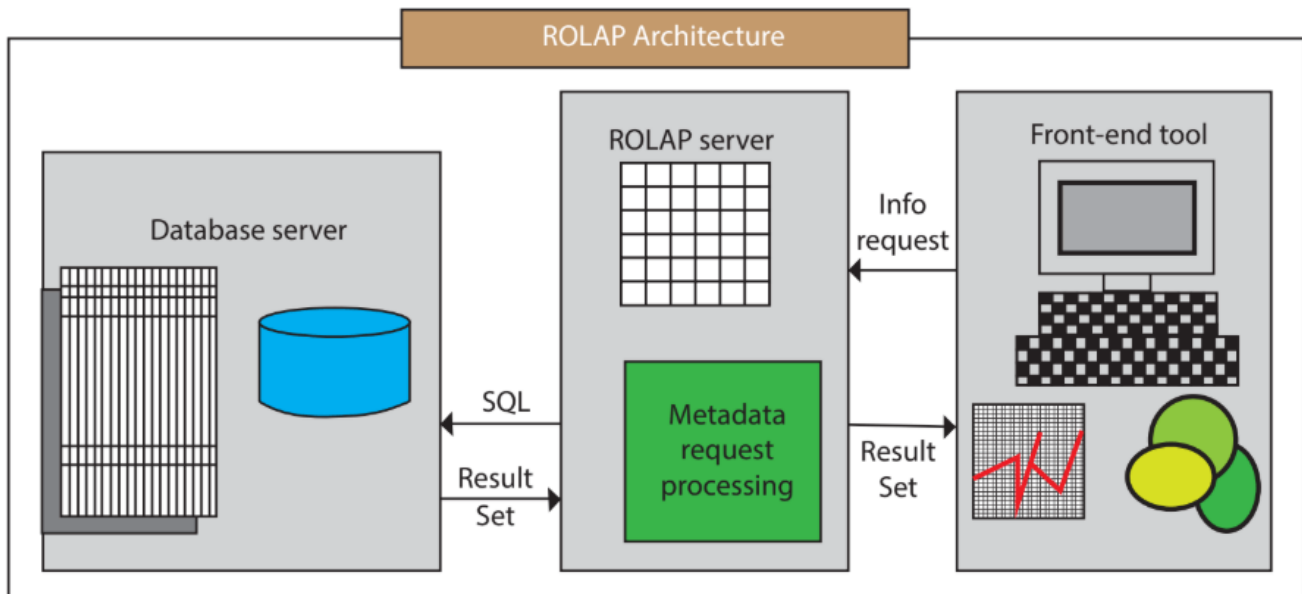 ROLAP Architecture
Database server
SQL
Result
Set
ROLAP server
Metadata
request
processing
Info
request
Result
Set
Front-end tool